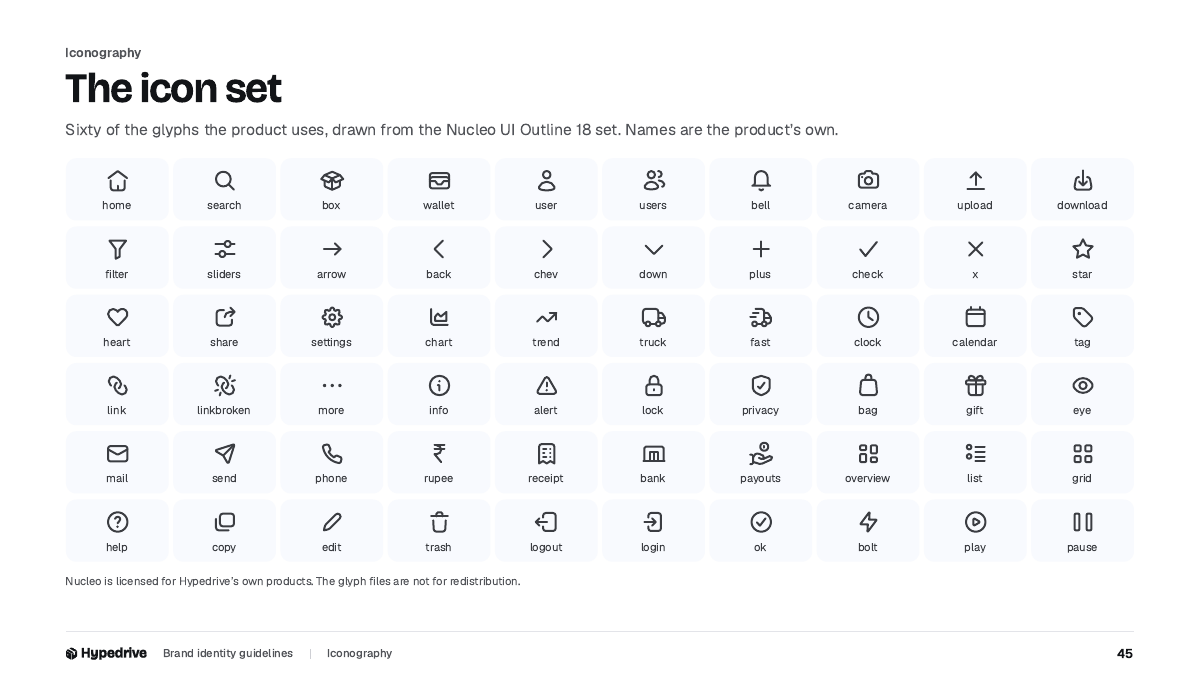 Iconography
The icon set
Sixty of the glyphs the product uses, drawn from the Nucleo UI Outline 18 set. Names are the product's own.
home search box wallet user users bell camera upload download
filter sliders arrow back chev down plus check x star
heart share settings chart trend truck fast clock calendar tag
link linkbroken more info alert lock privacy bag gift eye
mail send phone rupee receipt bank payouts overview list grid
help copy edit trash logout login ok bolt play pause
Nucleo is licensed for Hypedrive's own products. The glyph files are not for redistribution.
Hypedrive Brand identity guidelines Iconography 45